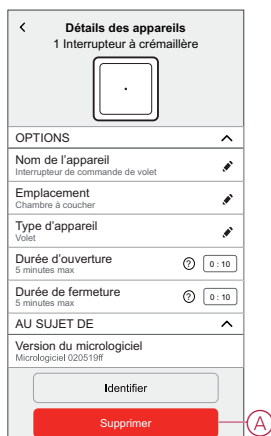 Détails des appareils
1 Interrupteur à crémaillère
OPTIONS
Nom de l'appareil
Interrupteur de commande de volet
Emplacement
Chambre à coucher
Type d'appareil
Volet
Durée d'ouverture
5 minutes max
? 0 : 10
Durée de fermeture
5 minutes max
? 0 : 10
AU SUJET DE
Version du micrologiciel
Micrologiciel 020519ff
Identifier
Supprimer
A